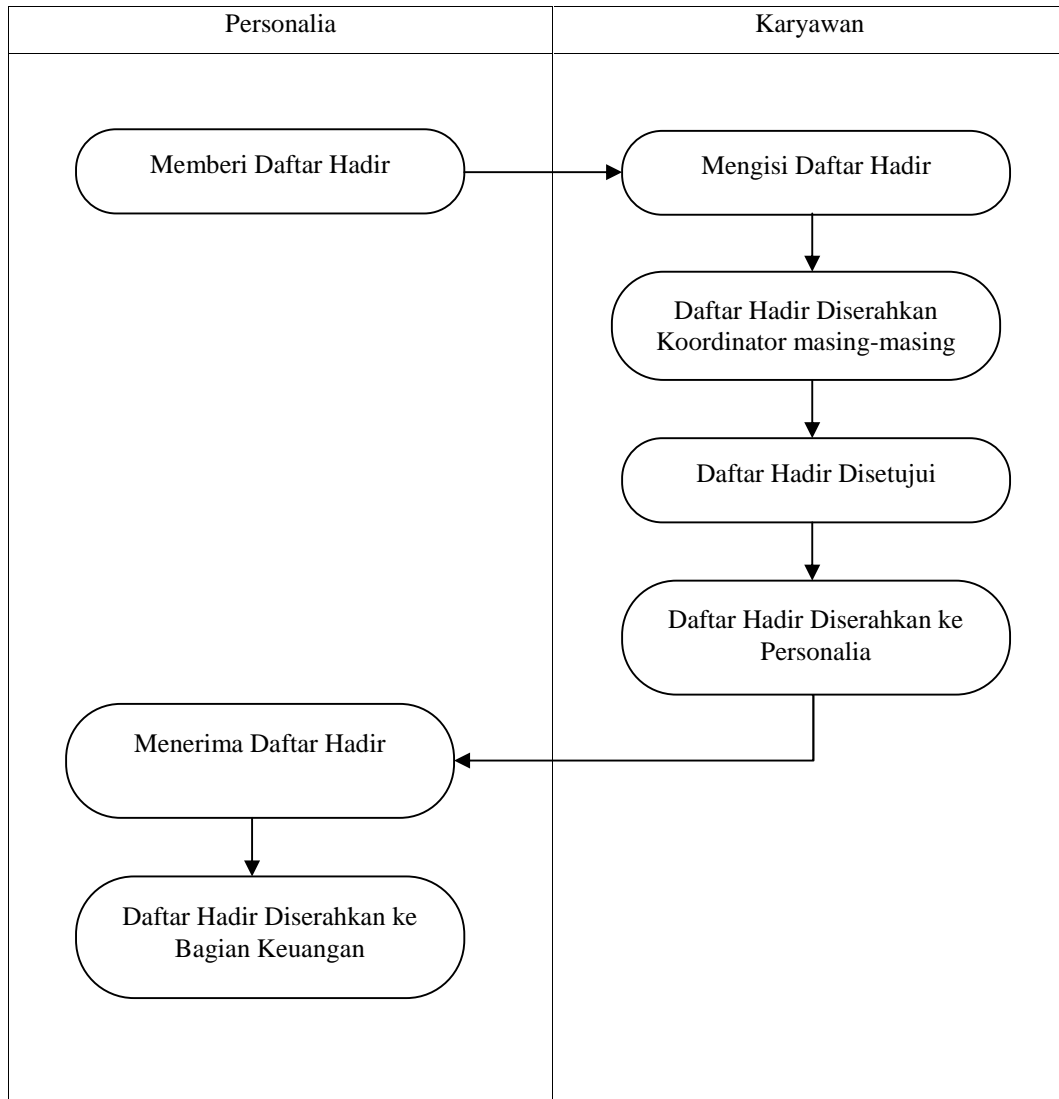 Personalia
Karyawan
Memberi Daftar Hadir
Mengisi Daftar Hadir
Daftar Hadir Diserahkan
Koordinator masing-masing
Daftar Hadir Disetujui
Daftar Hadir Diserahkan ke
Personalia
Menerima Daftar Hadir
Daftar Hadir Diserahkan ke
Bagian Keuangan